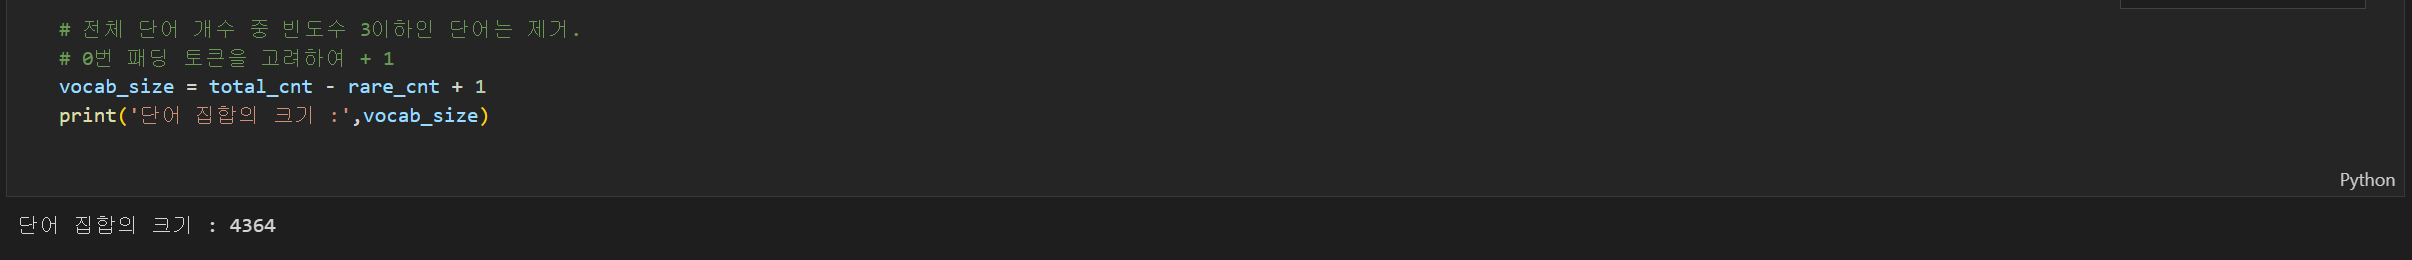 # 전체 단어 개수 중 빈도수 3이하인 단어는 제거.
# 0번 패딩 토큰을 고려하여 + 1
vocab_size = total_cnt - rare_cnt + 1
print('단어 집합의 크기 :',vocab_size)
Python
단어 집합의 크기 : 4364